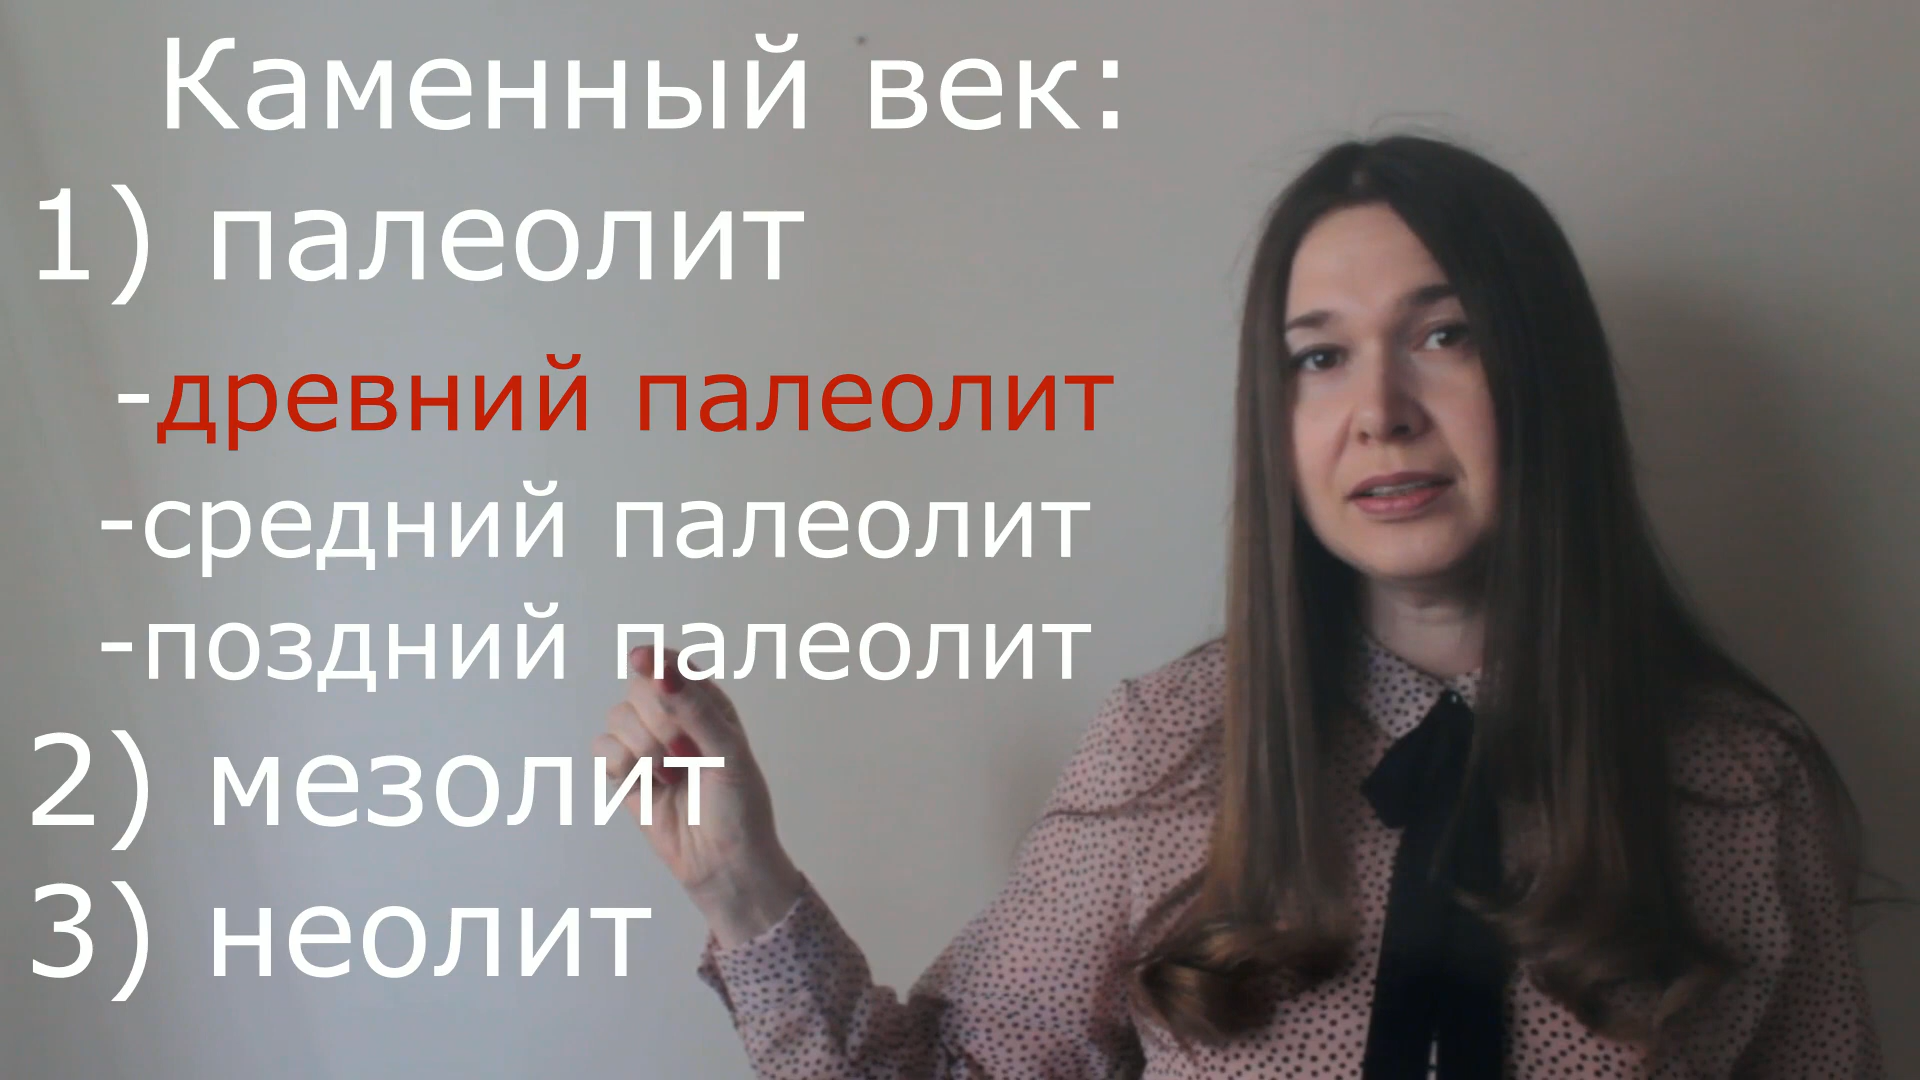 Каменный век:
1) палеолит
-древний палеолит
-средний палеолит
-поздний палеолит
2) мезолит
3) неолит